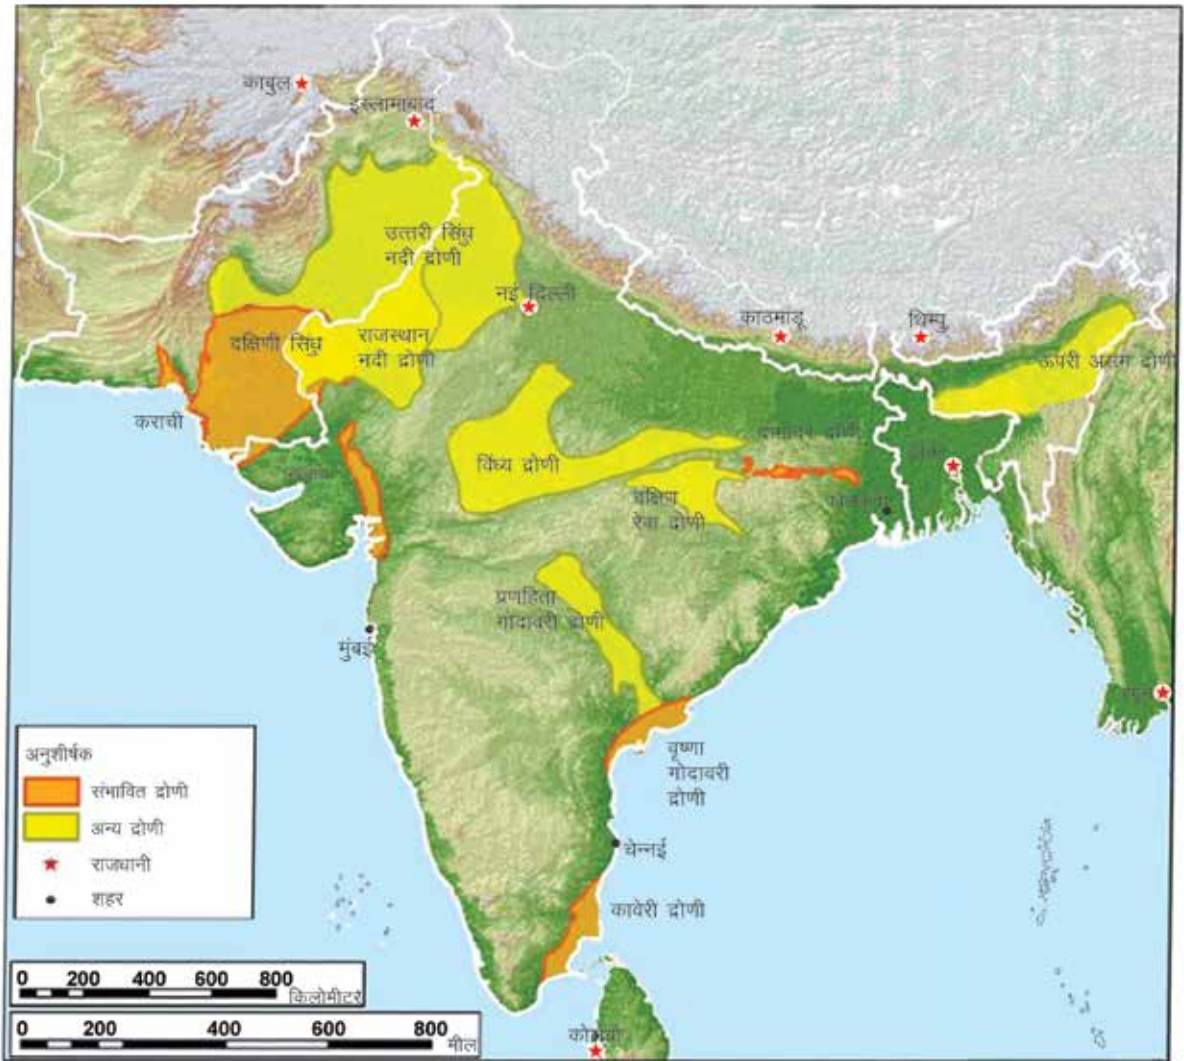 काबुल
इस्लामाबाद
उत्तरी सिंधु
नदी द्रोणी
नई दिल्ली
काठमाडू
थिम्पु
दक्षिणी सिंधु
राजस्थान
नदी द्रोणी
ऊपरी असम द्रोणी
कराची
विंध्य द्रोणी
दक्षिण
रेवा द्रोणी
प्रणहिता
गोदावरी द्रोणी
मुंबई
वृष्णा
गोदावरी
द्रोणी
चेन्नई
कावेरी द्रोणी
अनुशीर्षक
संभावित द्रोणी
अन्य द्रोणी
राजधानी
शहर
0 200 400 600 800
किलोमीटर
0 200 400 600 800
मील